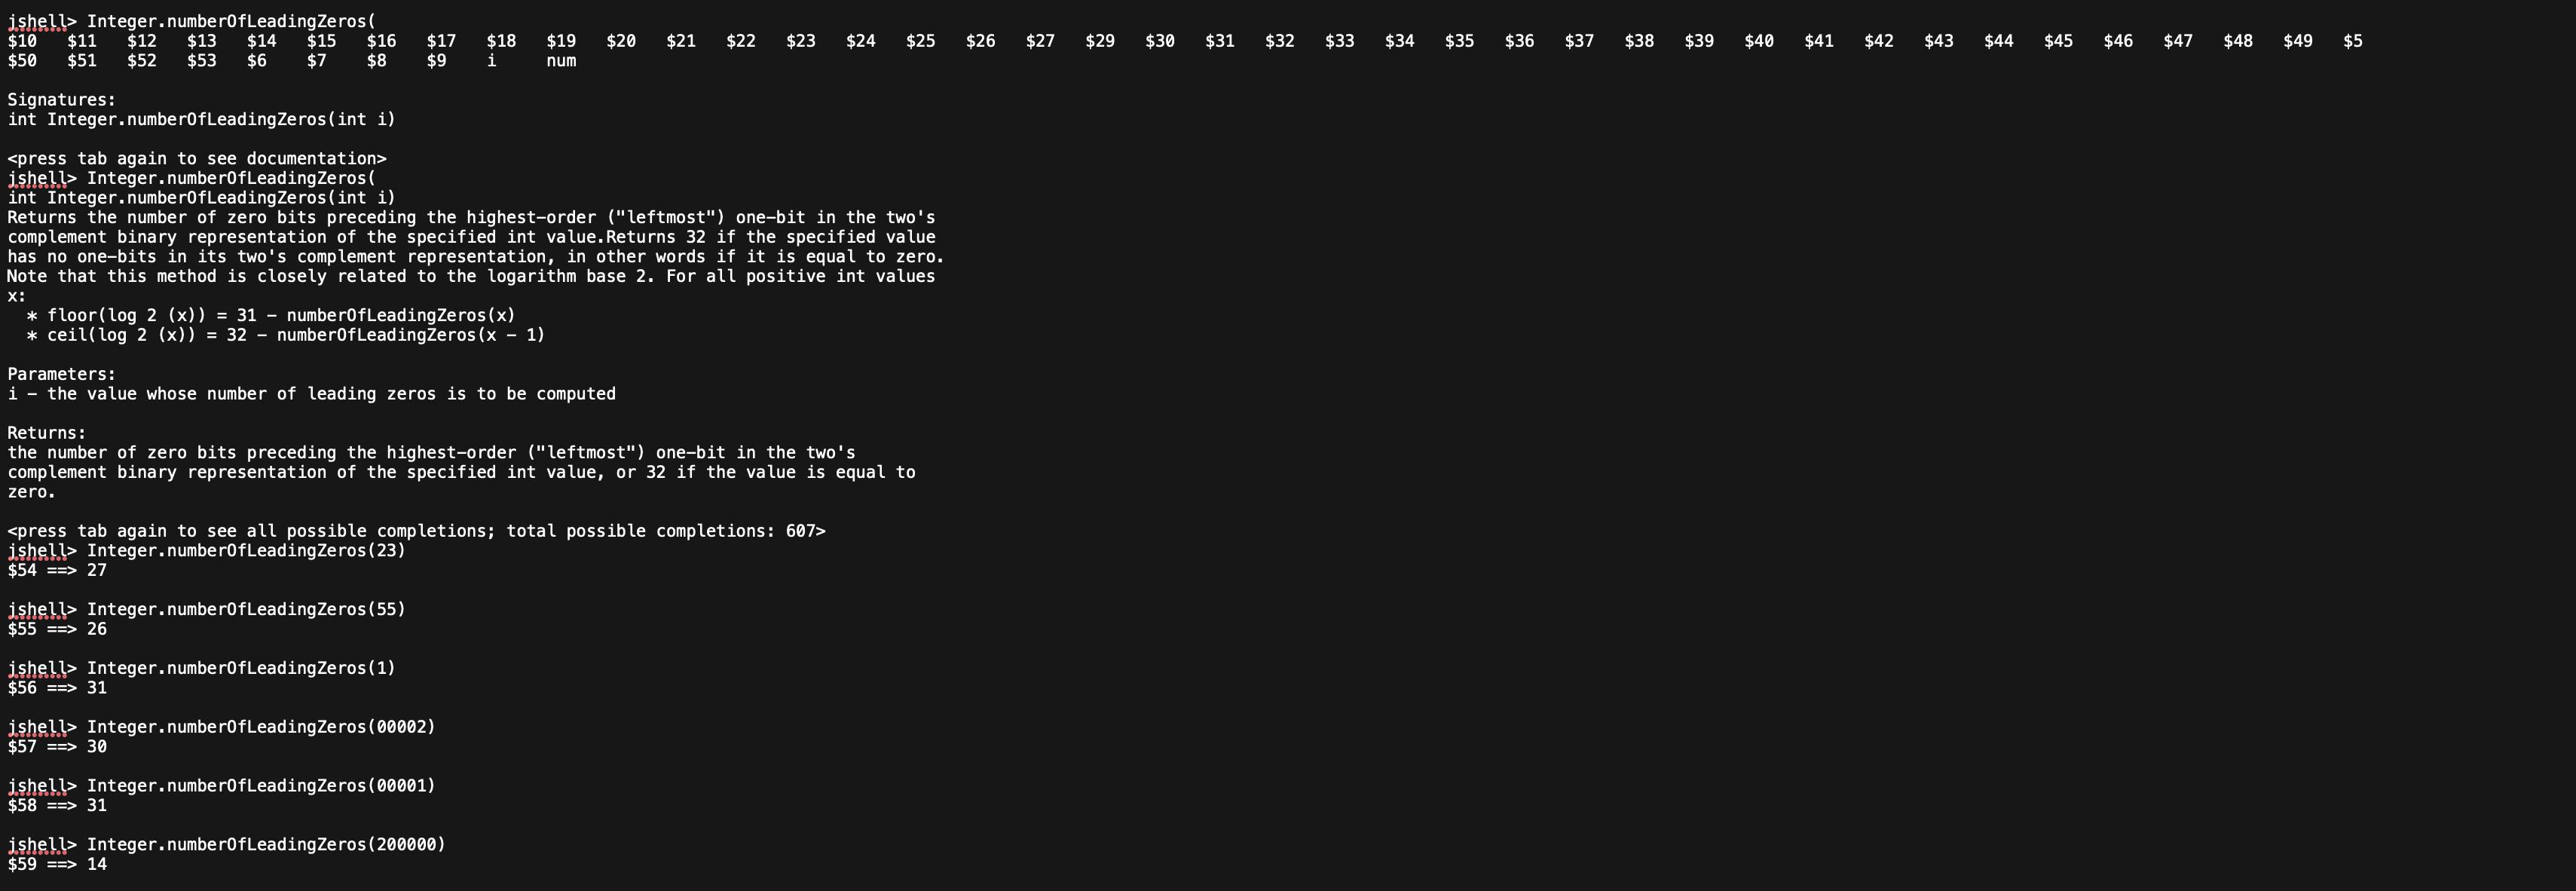 jshell> Integer.numberOfLeadingZeros(
$10   $11   $12   $13   $14   $15   $16   $17   $18   $19   $20   $21   $22   $23   $24   $25   $26   $27   $29   $30   $31   $32   $33   $34   $35   $36   $37   $38   $39   $40   $41   $42   $43   $44   $45   $46   $47   $48   $49   $5
$50   $51   $52   $53   $6    $7    $8    $9    i     num
Signatures:
int Integer.numberOfLeadingZeros(int i)
<press tab again to see documentation>
jshell> Integer.numberOfLeadingZeros(
int Integer.numberOfLeadingZeros(int i)
Returns the number of zero bits preceding the highest-order ("leftmost") one-bit in the two's
complement binary representation of the specified int value.Returns 32 if the specified value
has no one-bits in its two's complement representation, in other words if it is equal to zero.
Note that this method is closely related to the logarithm base 2. For all positive int values
x:
  * floor(log 2 (x)) = 31 - numberOfLeadingZeros(x)
  * ceil(log 2 (x)) = 32 - numberOfLeadingZeros(x - 1)
Parameters:
i - the value whose number of leading zeros is to be computed
Returns:
the number of zero bits preceding the highest-order ("leftmost") one-bit in the two's
complement binary representation of the specified int value, or 32 if the value is equal to
zero.
<press tab again to see all possible completions; total possible completions: 607>
jshell> Integer.numberOfLeadingZeros(23)
$54 ==> 27
jshell> Integer.numberOfLeadingZeros(55)
$55 ==> 26
jshell> Integer.numberOfLeadingZeros(1)
$56 ==> 31
jshell> Integer.numberOfLeadingZeros(00002)
$57 ==> 30
jshell> Integer.numberOfLeadingZeros(00001)
$58 ==> 31
jshell> Integer.numberOfLeadingZeros(200000)
$59 ==> 14